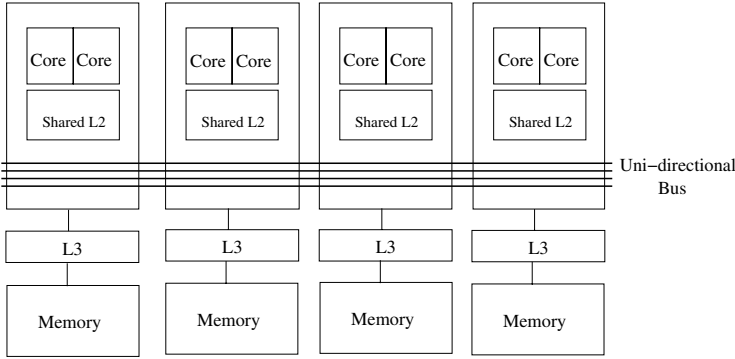 Core Core Core Core Core Core Core Core
Shared L2 Shared L2 Shared L2 Shared L2
Uni−directional
Bus
L3 L3 L3 L3
Memory Memory Memory Memory